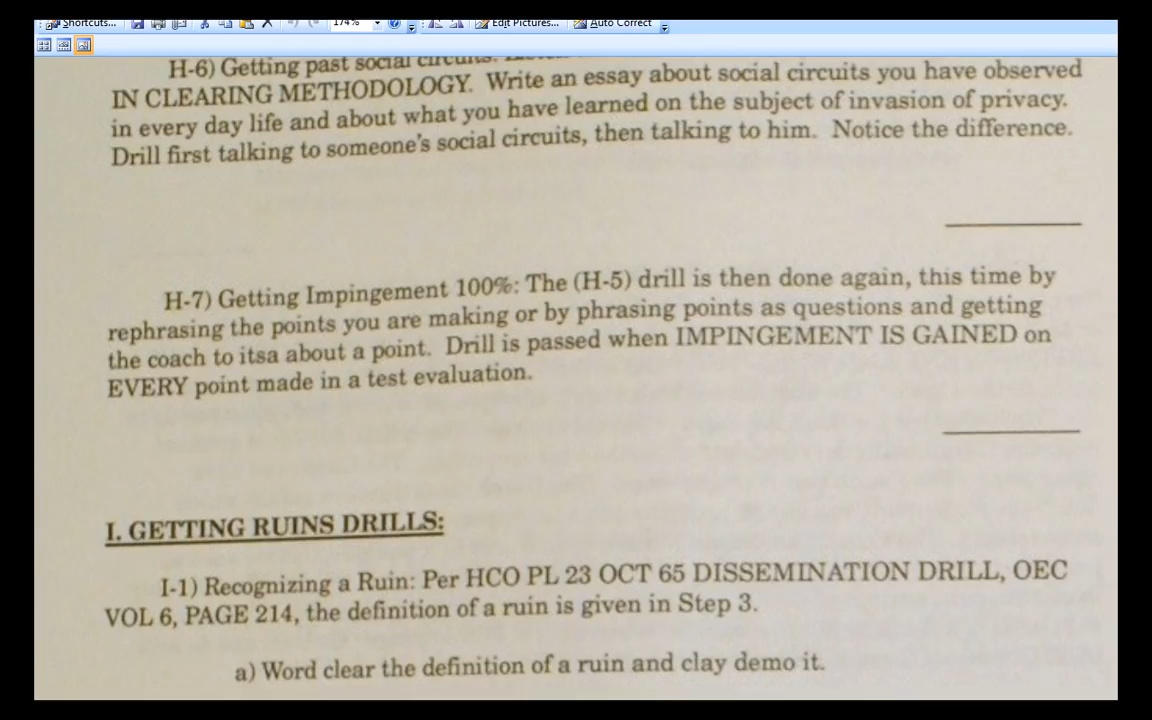 Shortcuts...
174%
Edit Pictures...
Auto Correct
H-6) Getting past social circuits.
IN CLEARING METHODOLOGY. Write an essay about social circuits you have observed
in every day life and about what you have learned on the subject of invasion of privacy.
Drill first talking to someone's social circuits, then talking to him. Notice the difference.
H-7) Getting Impingement 100%: The (H-5) drill is then done again, this time by
rephrasing the points you are making or by phrasing points as questions and getting
the coach to itsa about a point. Drill is passed when IMPINGEMENT IS GAINED on
EVERY point made in a test evaluation.
I. GETTING RUINS DRILLS:
I-1) Recognizing a Ruin: Per HCO PL 23 OCT 65 DISSEMINATION DRILL, OEC
VOL 6, PAGE 214, the definition of a ruin is given in Step 3.
a) Word clear the definition of a ruin and clay demo it.